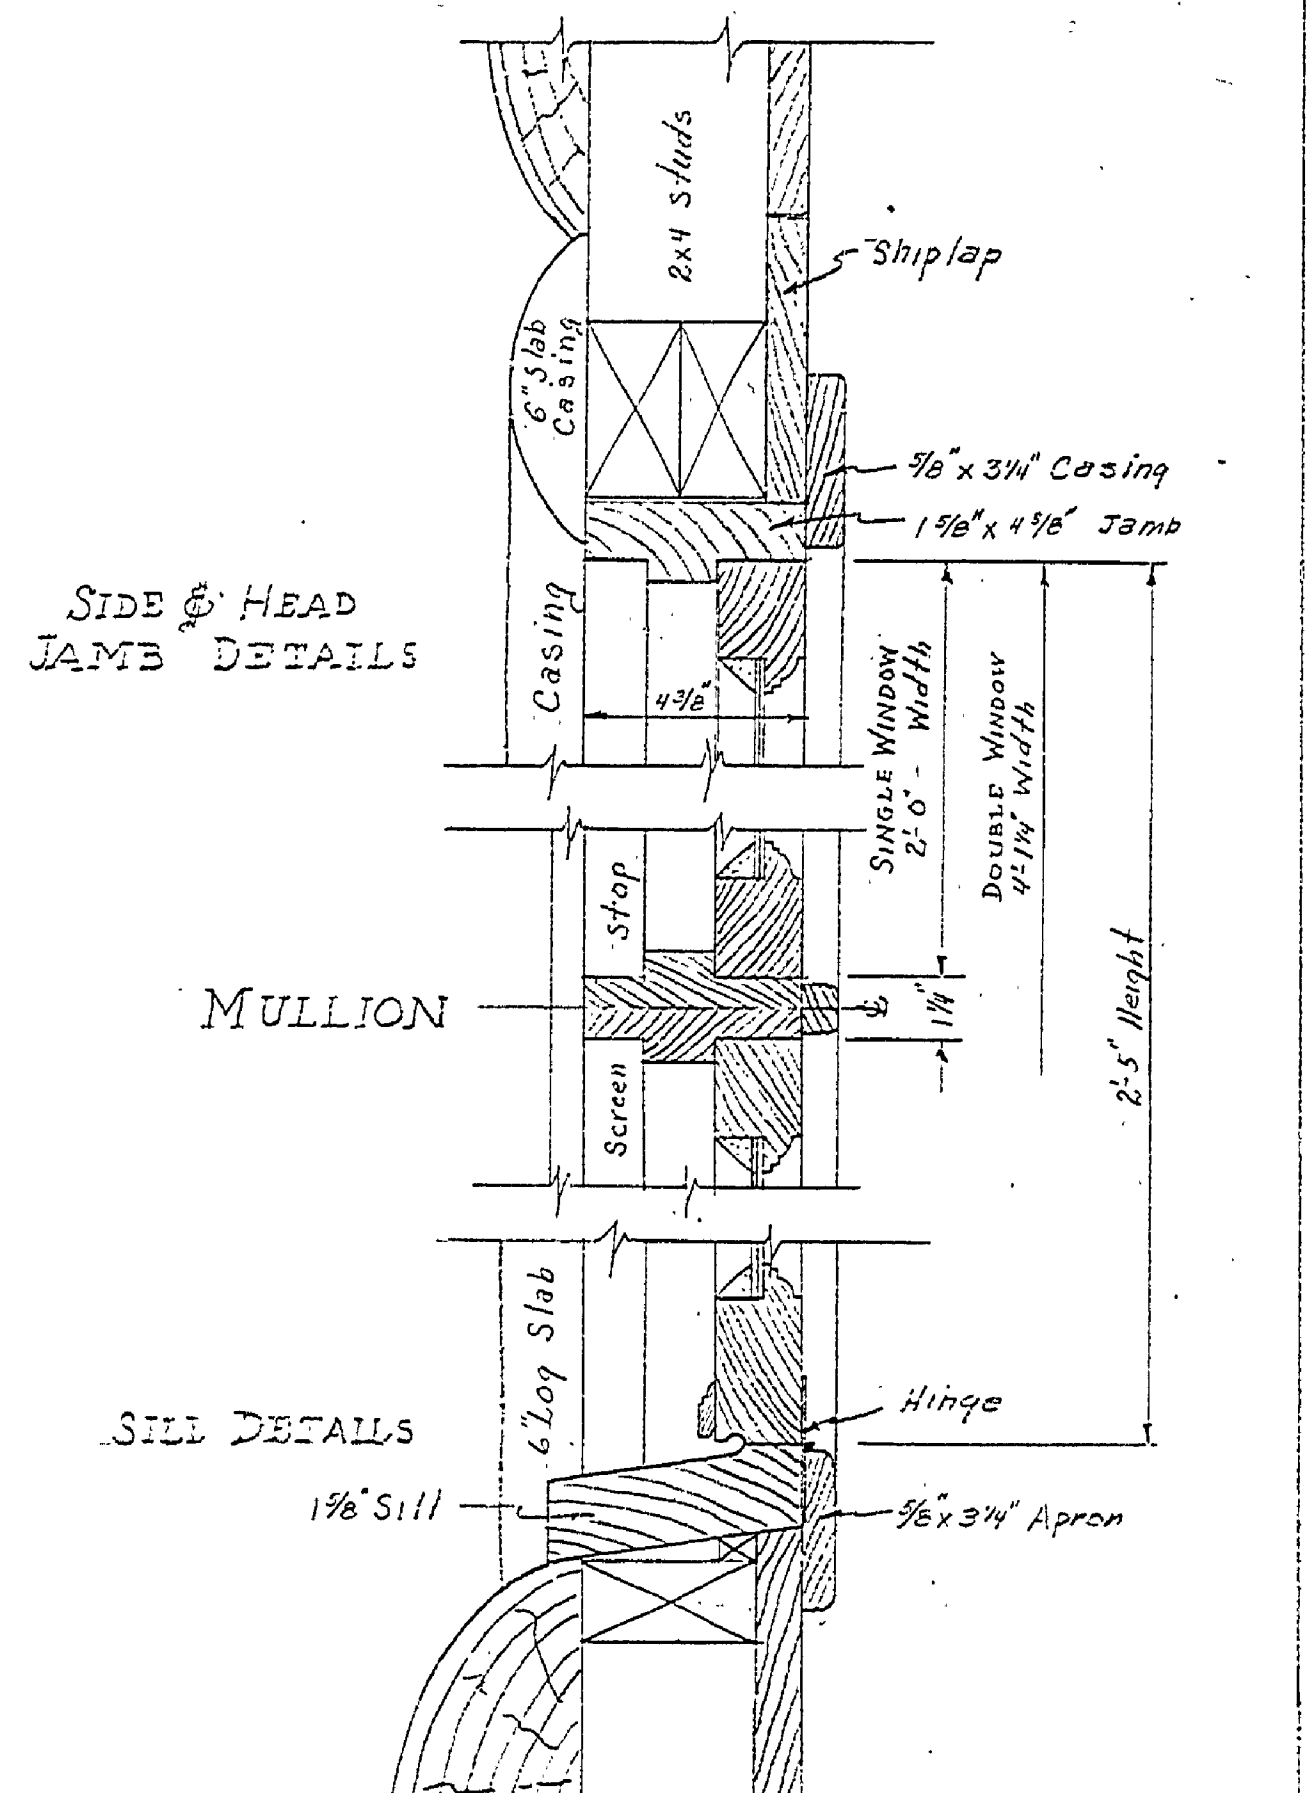 2x4 studs
Shiplap
6" Slab
Casing
5/8" x 3 1/4" Casing
1 5/8" x 4 5/8" Jamb
SIDE & HEAD
JAMB DETAILS
Casing
4 3/8"
SINGLE WINDOW
2'-0" - Width
DOUBLE WINDOW
4'-1 1/4" Width
Stop
MULLION
1 1/4"
2'-5" Height
Screen
6" Log Slab
Hinge
SILL DETAILS
1 5/8" Sill
5/8" x 3 1/4" Apron